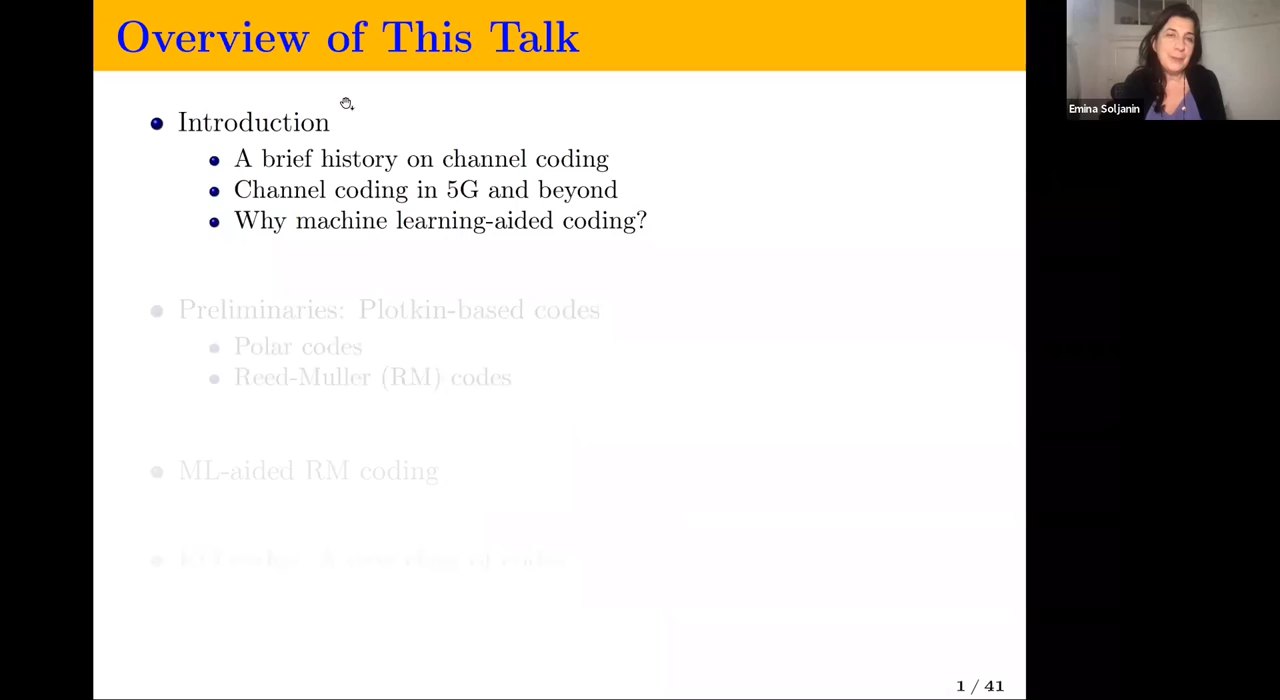 Overview of This Talk
Emina Soljanin
Introduction
A brief history on channel coding
Channel coding in 5G and beyond
Why machine learning-aided coding?
Preliminaries: Plotkin-based codes
Polar codes
Reed-Muller (RM) codes
ML-aided RM coding
1 / 41